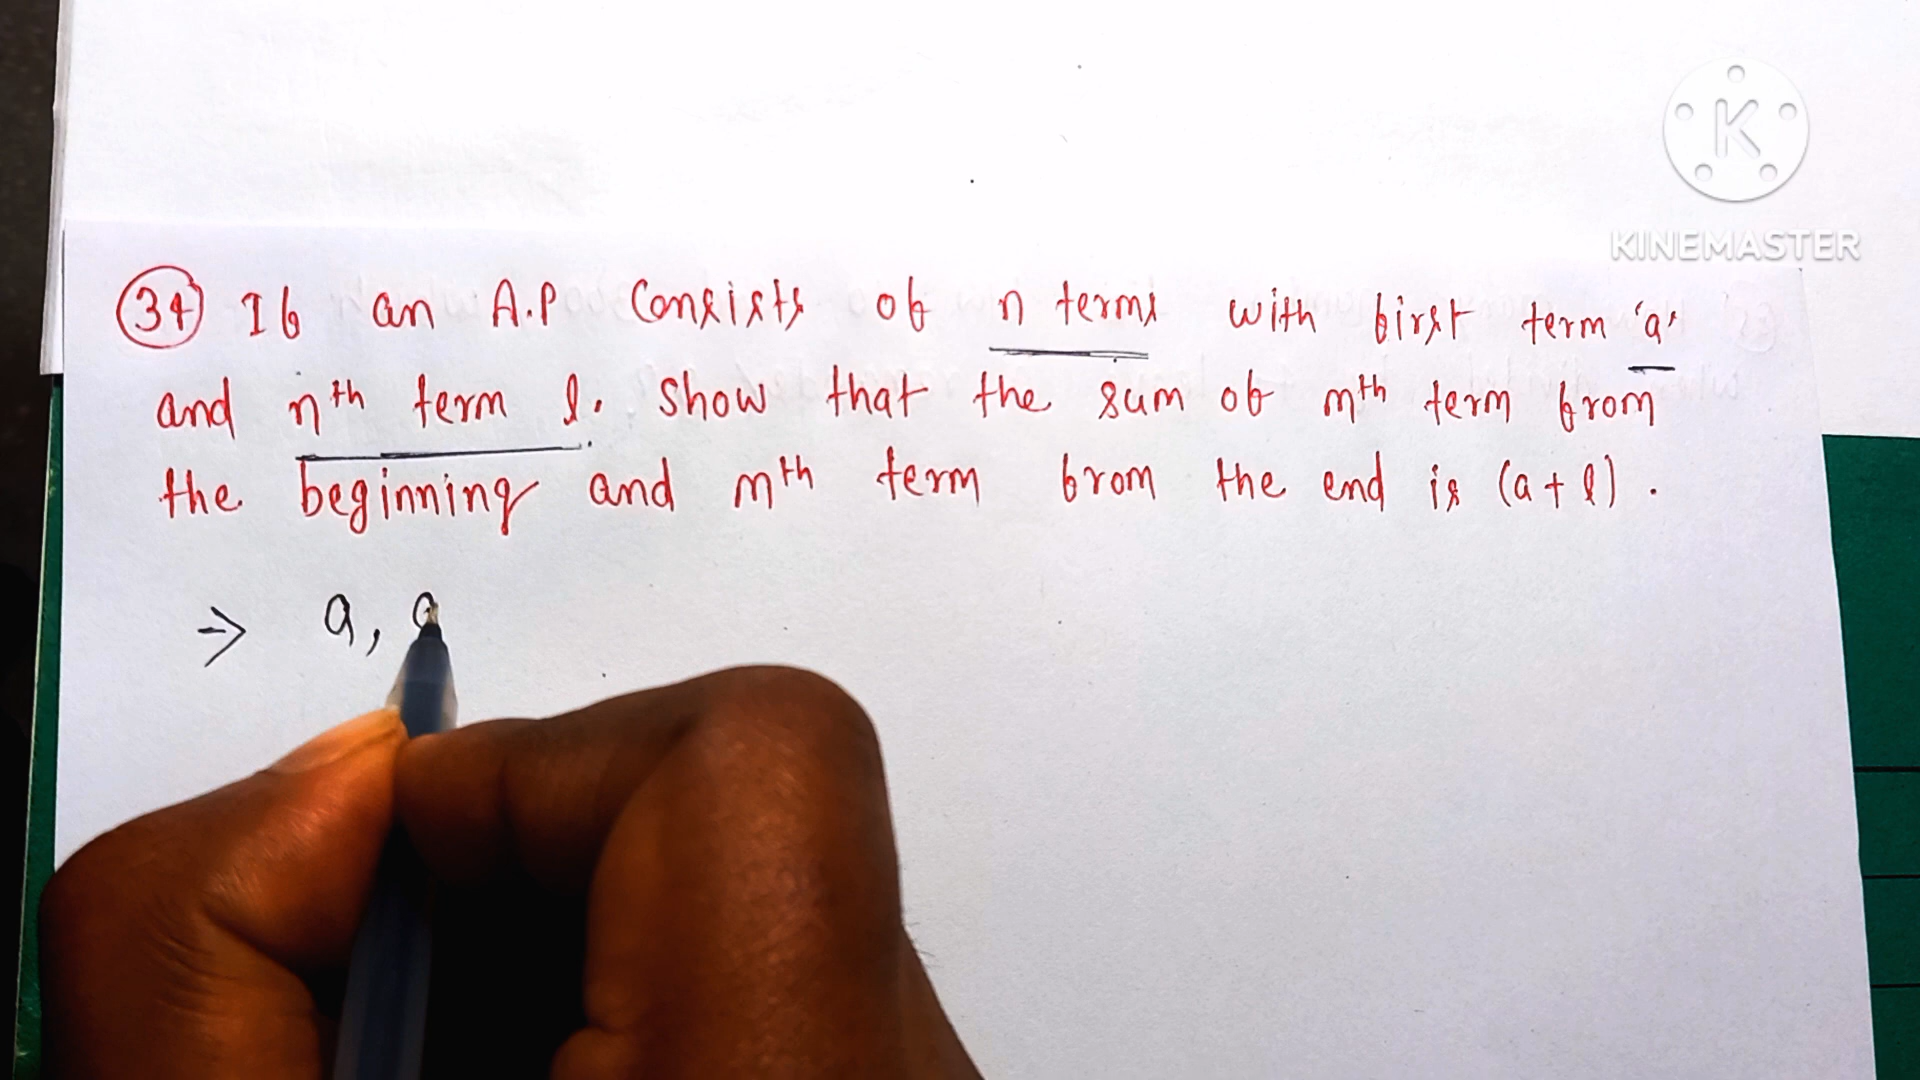 K
KINEMASTER
34 If an A.P consists of n terms with first term 'a'
and nth term l. show that the sum of mth term from
the beginning and mth term from the end is (a+l).
=> a, a